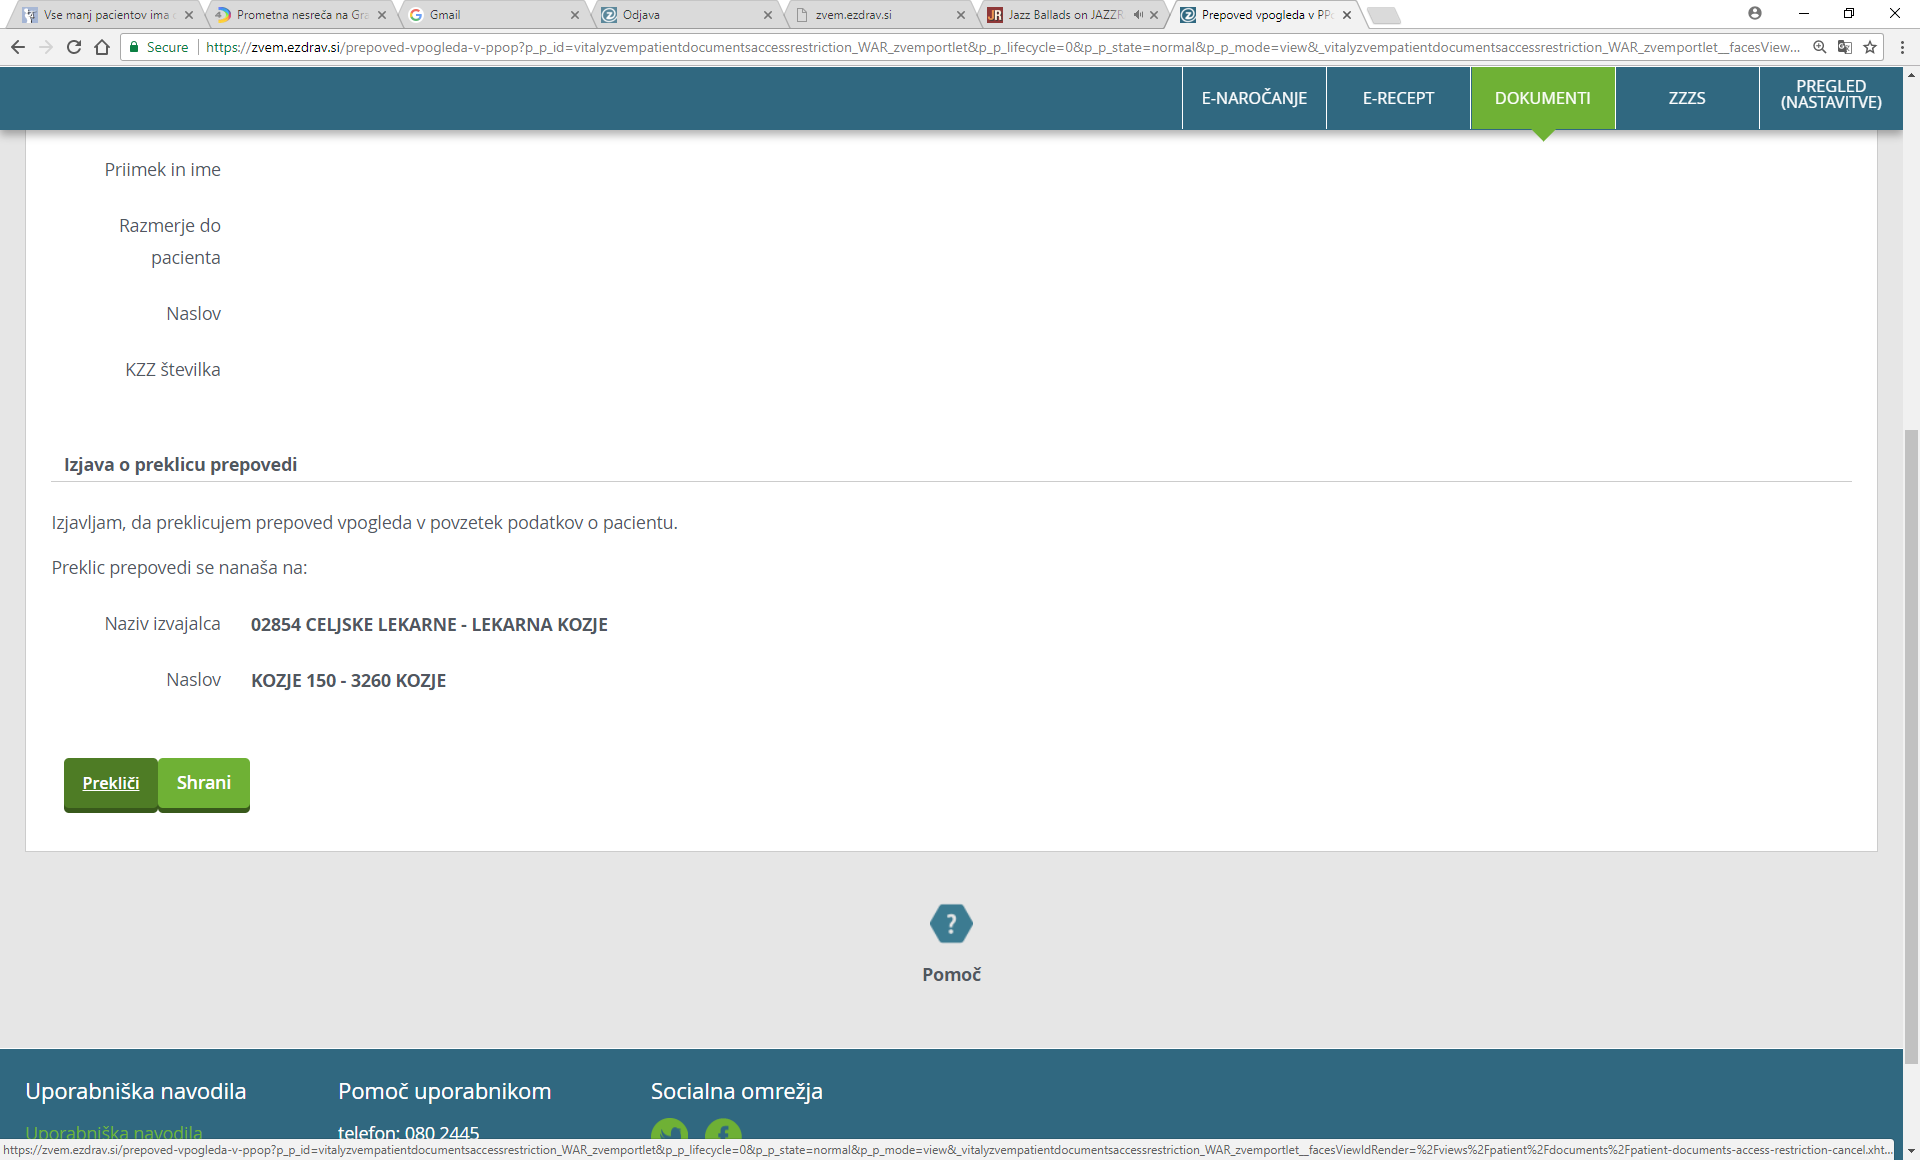 Vse manj pacientov ima
Prometna nesreča na Gra
Gmail
Odjava
zvem.ezdrav.si
JR Jazz Ballads on JAZZR
Prepoved vpogleda v PPo
Secure
https://zvem.ezdrav.si/prepoved-vpogleda-v-ppop?p_p_id=vitalyzvempatientdocumentsaccessrestriction_WAR_zvemportlet&p_p_lifecycle=0&p_p_state=normal&p_p_mode=view&_vitalyzvempatientdocumentsaccessrestriction_WAR_zvemportlet__facesView...
E-NAROČANJE
E-RECEPT
DOKUMENTI
ZZZS
PREGLED
(NASTAVITVE)
Priimek in ime
Razmerje do
pacienta
Naslov
KZZ številka
Izjava o preklicu prepovedi
Izjavljam, da preklicujem prepoved vpogleda v povzetek podatkov o pacientu.
Preklic prepovedi se nanaša na:
Naziv izvajalca 02854 CELJSKE LEKARNE - LEKARNA KOZJE
Naslov KOZJE 150 - 3260 KOZJE
Prekliči Shrani
?
Pomoč
Uporabniška navodila
Pomoč uporabnikom
Socialna omrežja
Uporabniška navodila
telefon: 080 2445
https://zvem.ezdrav.si/prepoved-vpogleda-v-ppop?p_p_id=vitalyzvempatientdocumentsaccessrestriction_WAR_zvemportlet&p_p_lifecycle=0&p_p_state=normal&p_p_mode=view&_vitalyzvempatientdocumentsaccessrestriction_WAR_zvemportlet__facesViewIdRender=%2Fviews%2Fpatient%2Fdocuments%2Fpatient-documents-access-restriction-cancel.xht...